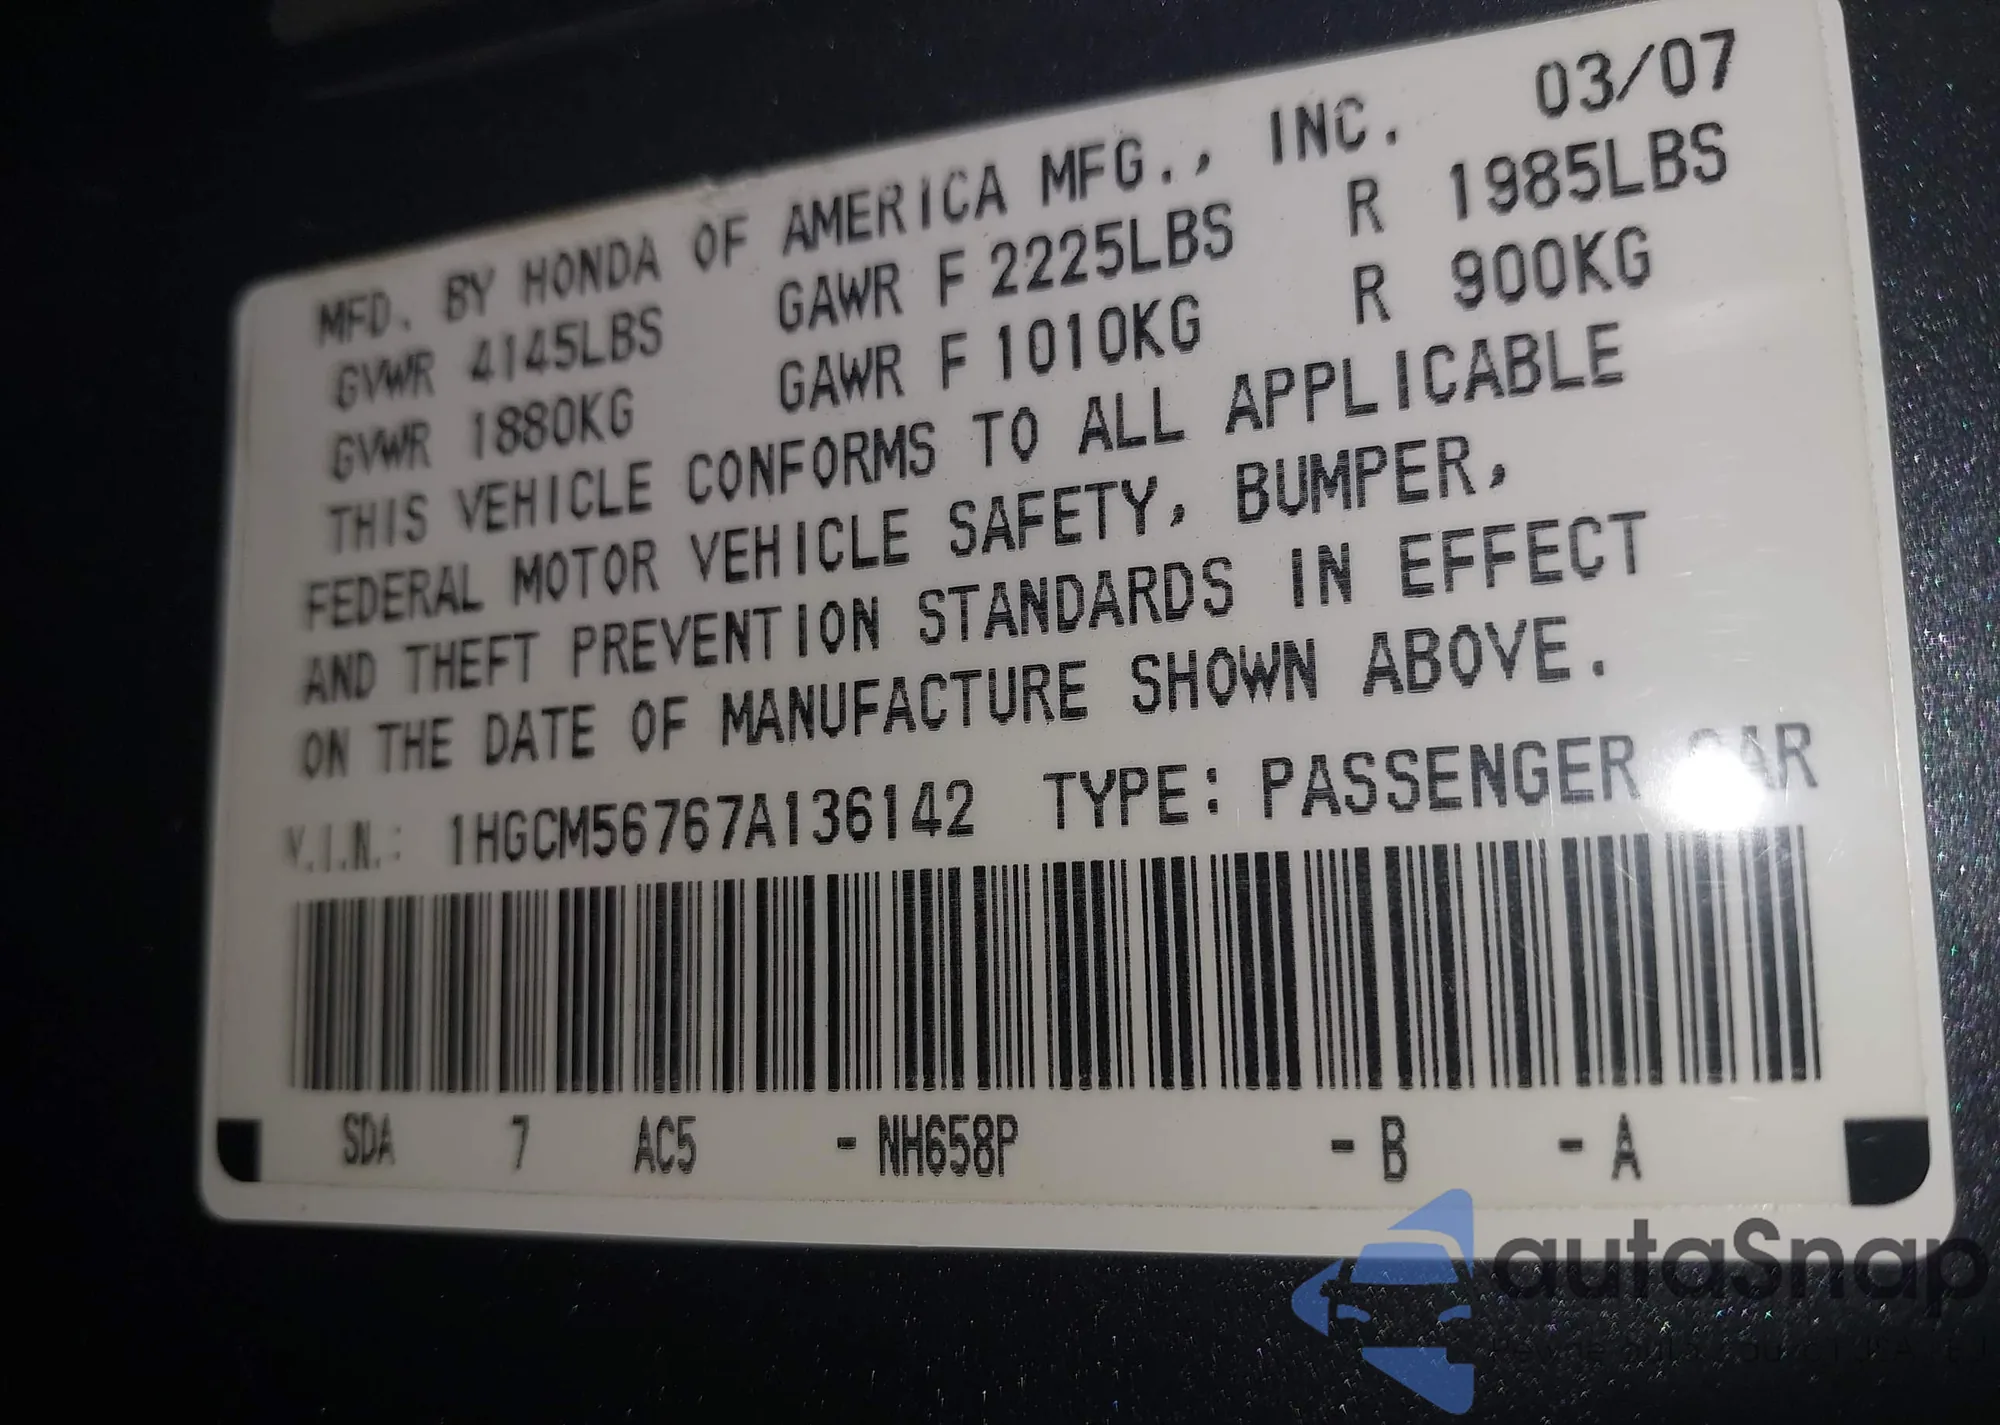 03/07
MFD. BY HONDA OF AMERICA MFG., INC.
GVWR 4145LBS GAWR F 2225LBS R 1985LBS
GVWR 1880KG GAWR F 1010KG R 900KG
THIS VEHICLE CONFORMS TO ALL APPLICABLE
FEDERAL MOTOR VEHICLE SAFETY, BUMPER,
AND THEFT PREVENTION STANDARDS IN EFFECT
ON THE DATE OF MANUFACTURE SHOWN ABOVE.
V.I.N.: 1HGCM56767A136142 TYPE: PASSENGER CAR
SDA 7 AC5 - NH658P - B - A
autaSnap